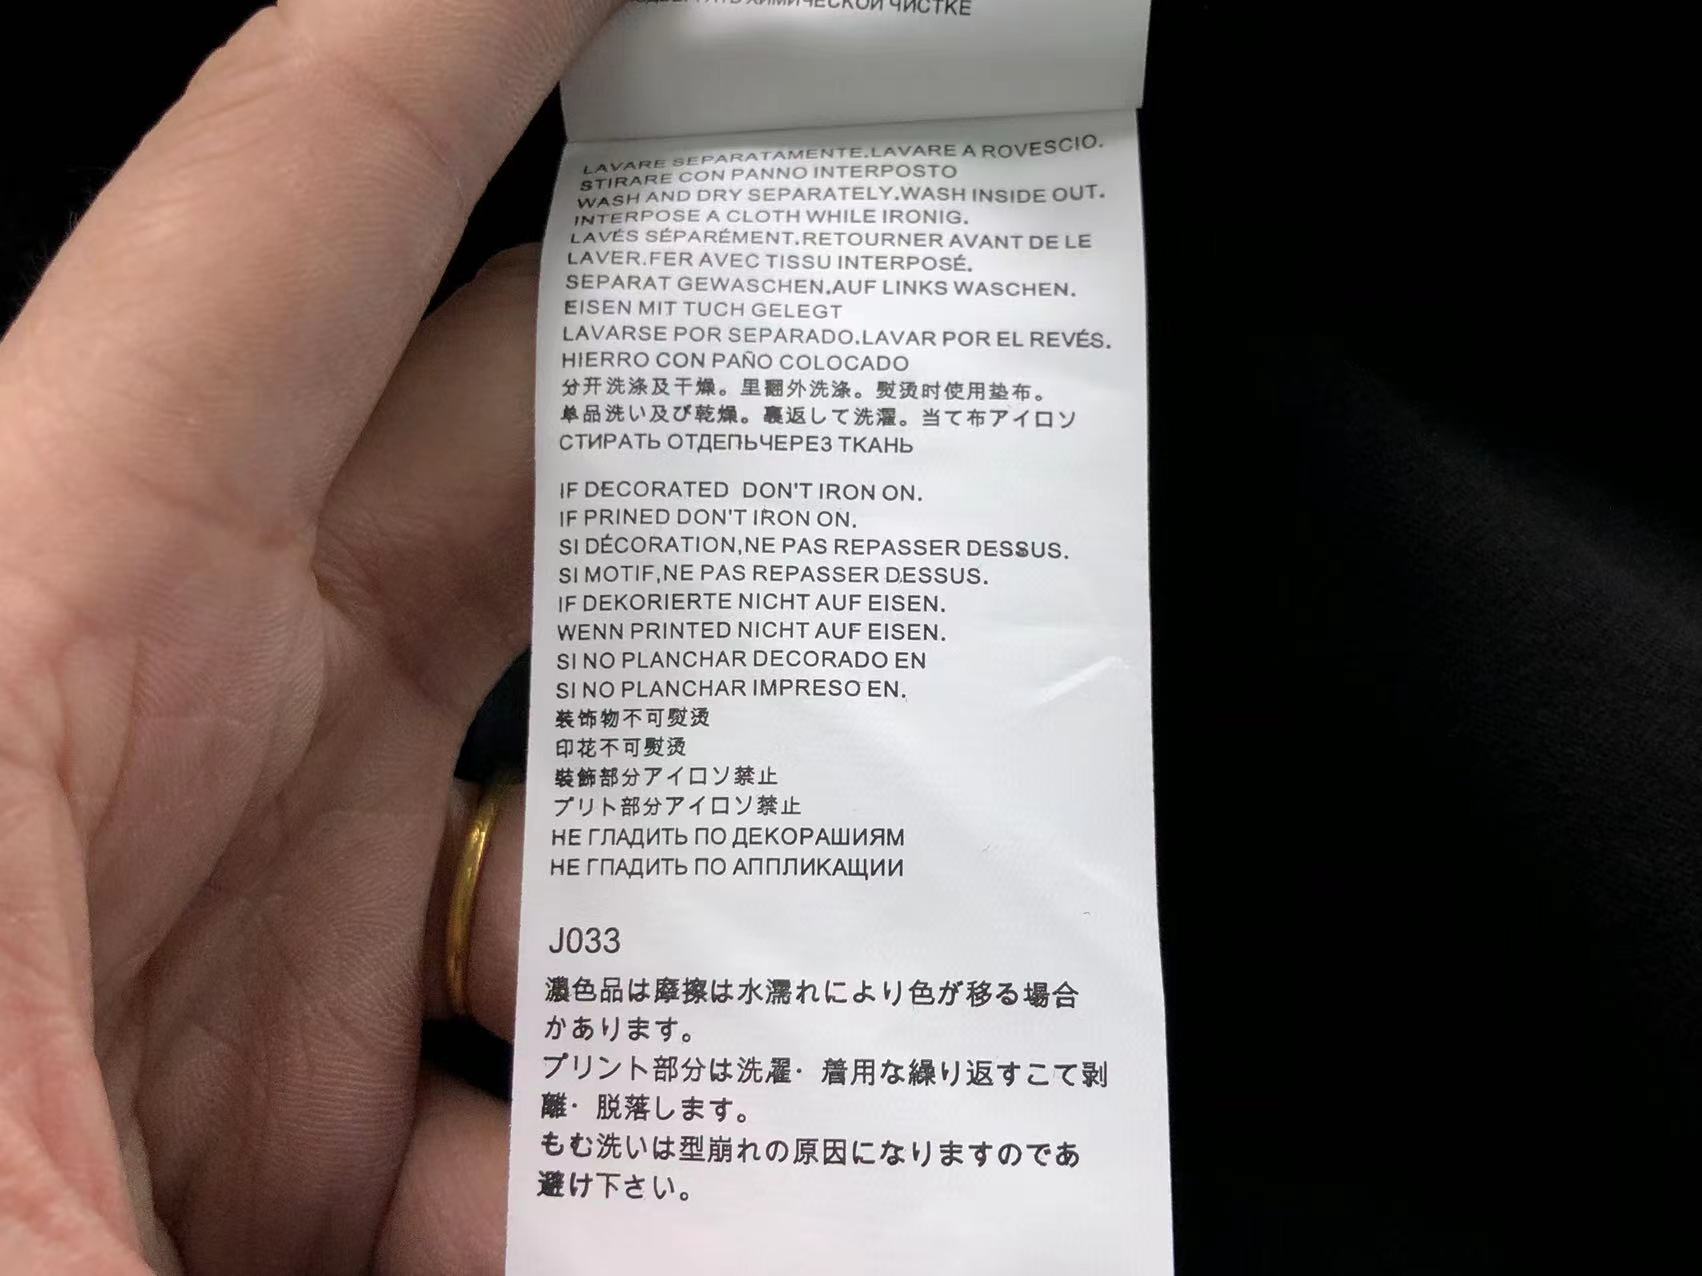 ХИМИЧЕСКОЙ ЧИСТКЕ
LAVARE SEPARATAMENTE.LAVARE A ROVESCIO.
STIRARE CON PANNO INTERPOSTO
WASH AND DRY SEPARATELY.WASH INSIDE OUT.
INTERPOSE A CLOTH WHILE IRONIG.
LAVÉS SÉPARÉMENT.RETOURNER AVANT DE LE
LAVER.FER AVEC TISSU INTERPOSÉ.
SEPARAT GEWASCHEN.AUF LINKS WASCHEN.
EISEN MIT TUCH GELEGT
LAVARSE POR SEPARADO.LAVAR POR EL REVÉS.
HIERRO CON PAÑO COLOCADO
分开洗涤及干燥。里翻外洗涤。熨烫时使用垫布。
单品洗い及び乾燥。裏返して洗濯。当て布アイロソ
СТИРАТЬ ОТДЕПЬЧЕРЕЗ ТКАНЬ
IF DECORATED DON'T IRON ON.
IF PRINED DON'T IRON ON.
SI DÉCORATION,NE PAS REPASSER DESSUS.
SI MOTIF,NE PAS REPASSER DESSUS.
IF DEKORIERTE NICHT AUF EISEN.
WENN PRINTED NICHT AUF EISEN.
SI NO PLANCHAR DECORADO EN
SI NO PLANCHAR IMPRESO EN.
装饰物不可熨烫
印花不可熨烫
装飾部分アイロソ禁止
プリト部分アイロソ禁止
НЕ ГЛАДИТЬ ПО ДЕКОРАШИЯМ
НЕ ГПАДИТЬ ПО АППЛИКАЩИИ
J033
濃色品は摩擦は水濡れにより色が移る場合
かあります。
プリント部分は洗濯·着用な繰り返すこて剥
離·脱落します。
もむ洗いは型崩れの原因になりますのであ
避け下さい。